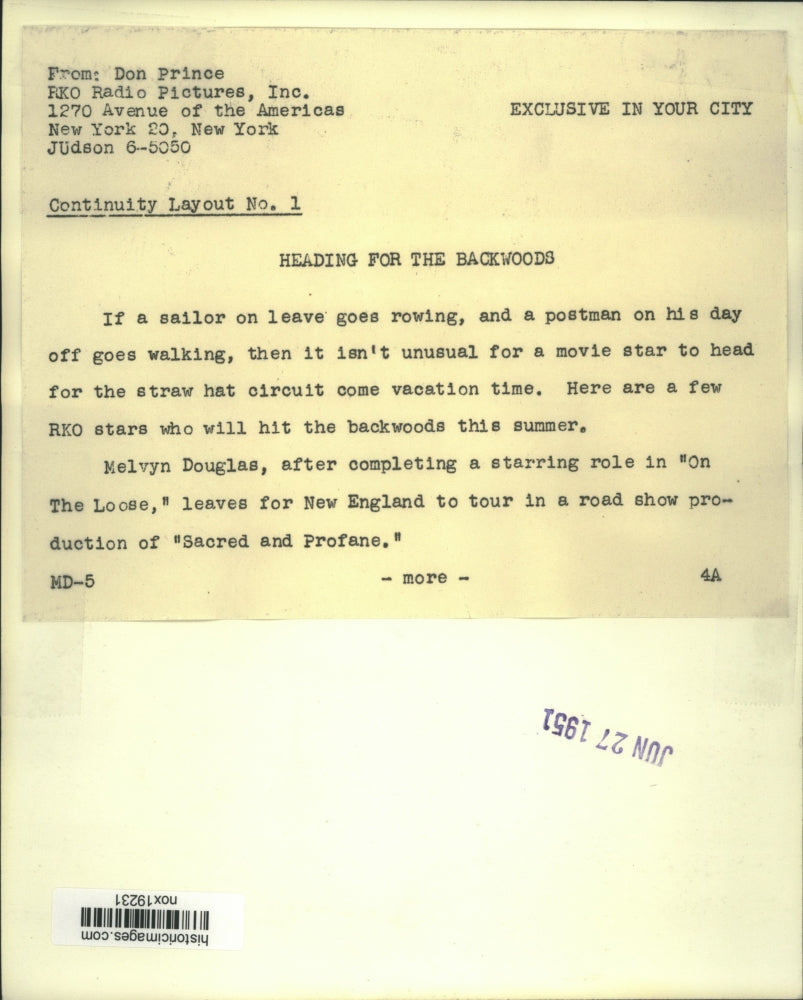 From: Don Prince
RKO Radio Pictures, Inc.
1270 Avenue of the Americas
New York 20, New York
JUdson 6-5050
EXCLUSIVE IN YOUR CITY
Continuity Layout No. 1
HEADING FOR THE BACKWOODS
If a sailor on leave goes rowing, and a postman on his day
off goes walking, then it isn't unusual for a movie star to head
for the straw hat circuit come vacation time. Here are a few
RKO stars who will hit the backwoods this summer.
Melvyn Douglas, after completing a starring role in "On
The Loose," leaves for New England to tour in a road show pro-
duction of "Sacred and Profane."
MD-5 - more - 4A
JUN 27 1951
historicimages.com
nox19231